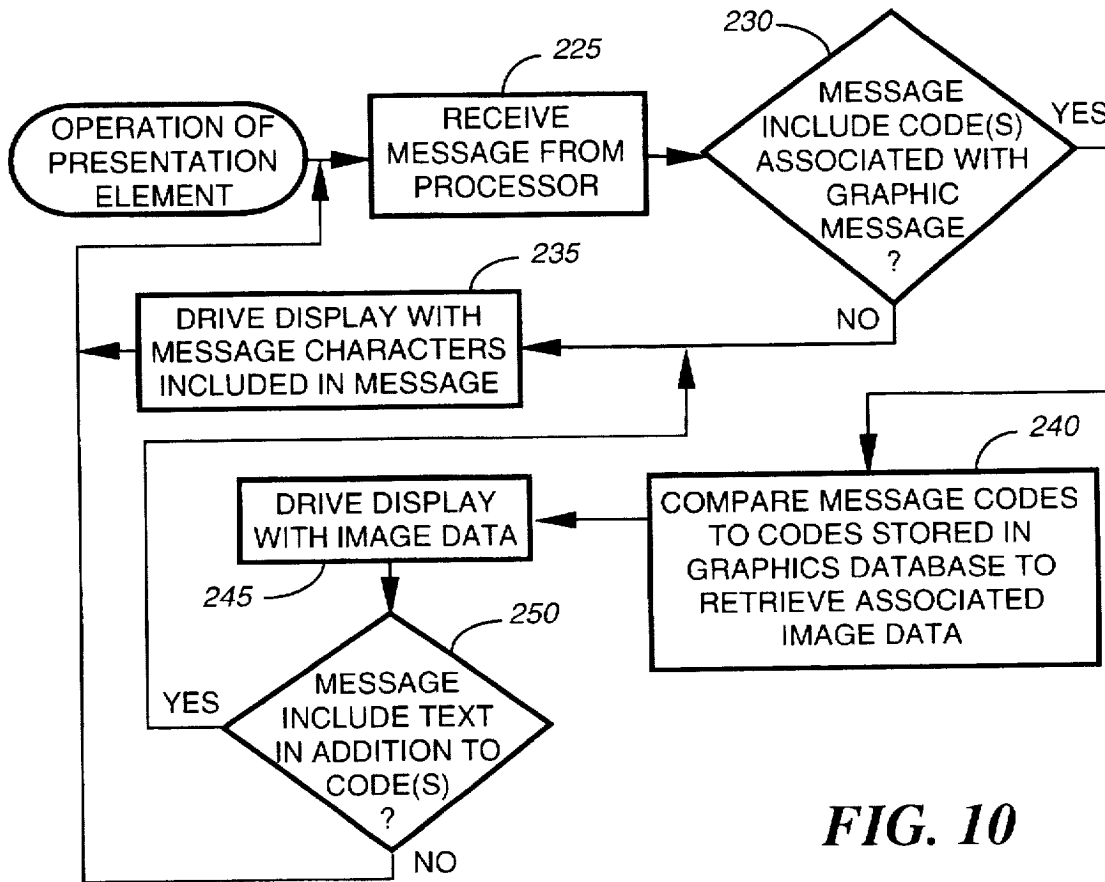 OPERATION OF
PRESENTATION
ELEMENT
225
RECEIVE
MESSAGE FROM
PROCESSOR
230
MESSAGE
INCLUDE CODE(S)
ASSOCIATED WITH
GRAPHIC
MESSAGE
?
YES
NO
235
DRIVE DISPLAY WITH
MESSAGE CHARACTERS
INCLUDED IN MESSAGE
240
COMPARE MESSAGE CODES
TO CODES STORED IN
GRAPHICS DATABASE TO
RETRIEVE ASSOCIATED
IMAGE DATA
DRIVE DISPLAY
WITH IMAGE DATA
245
250
MESSAGE
INCLUDE TEXT
IN ADDITION TO
CODE(S)
?
YES
NO
FIG. 10